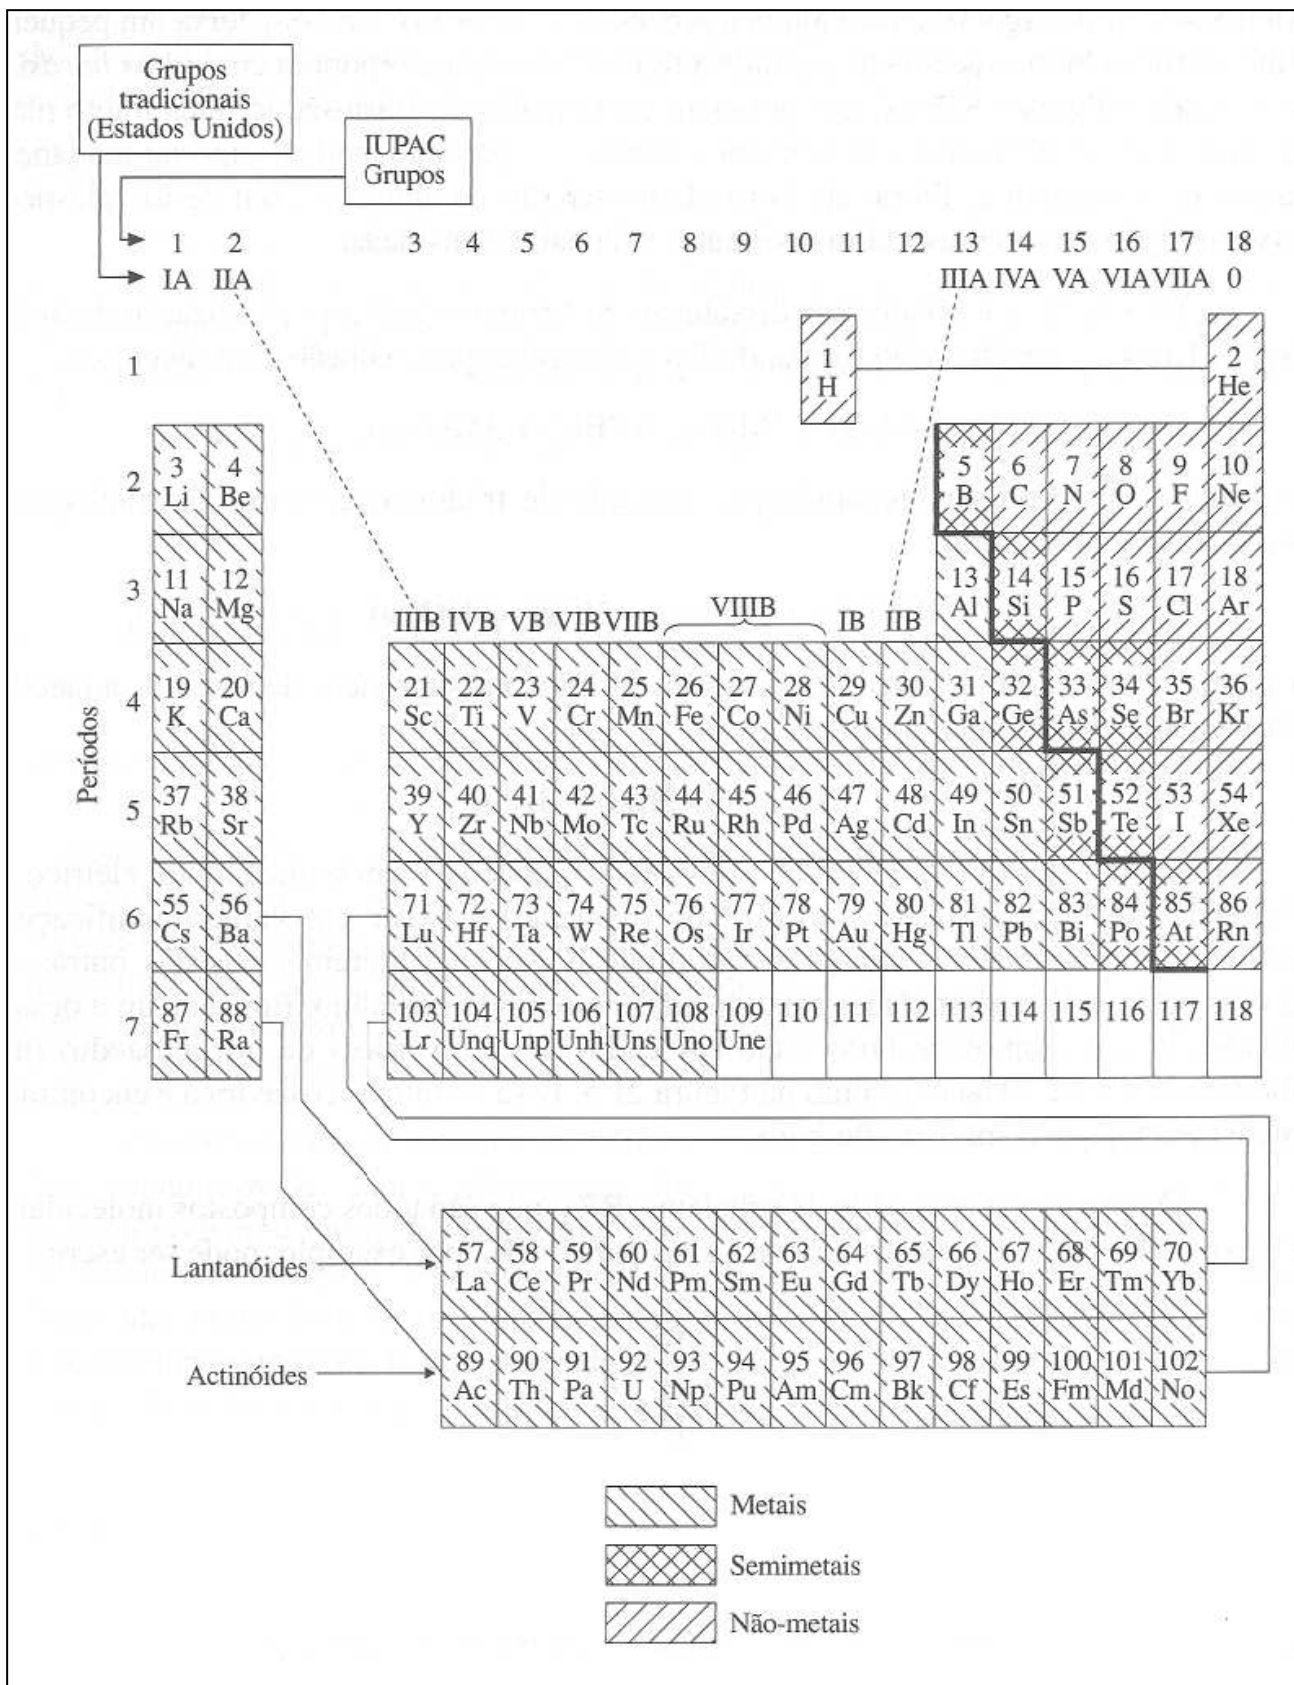 Grupos
tradicionais
(Estados Unidos)
IUPAC
Grupos
1 2 3 4 5 6 7 8 9 10 11 12 13 14 15 16 17 18
IA IIA IIIA IVA VA VIA VIIA 0
1
1 2
H He
2
3 4 5 6 7 8 9 10
Li Be B C N O F Ne
3
11 12 13 14 15 16 17 18
Na Mg Al Si P S Cl Ar
IIIB IVB VB VIB VIIB VIIIB IB IIB
Períodos
4
19 20 21 22 23 24 25 26 27 28 29 30 31 32 33 34 35 36
K Ca Sc Ti V Cr Mn Fe Co Ni Cu Zn Ga Ge As Se Br Kr
5
37 38 39 40 41 42 43 44 45 46 47 48 49 50 51 52 53 54
Rb Sr Y Zr Nb Mo Tc Ru Rh Pd Ag Cd In Sn Sb Te I Xe
6
55 56 71 72 73 74 75 76 77 78 79 80 81 82 83 84 85 86
Cs Ba Lu Hf Ta W Re Os Ir Pt Au Hg Tl Pb Bi Po At Rn
7
87 88 103 104 105 106 107 108 109 110 111 112 113 114 115 116 117 118
Fr Ra Lr Unq Unp Unh Uns Uno Une
Lantanóides
57 58 59 60 61 62 63 64 65 66 67 68 69 70
La Ce Pr Nd Pm Sm Eu Gd Tb Dy Ho Er Tm Yb
Actinóides
89 90 91 92 93 94 95 96 97 98 99 100 101 102
Ac Th Pa U Np Pu Am Cm Bk Cf Es Fm Md No
Metais
Semimetais
Não-metais